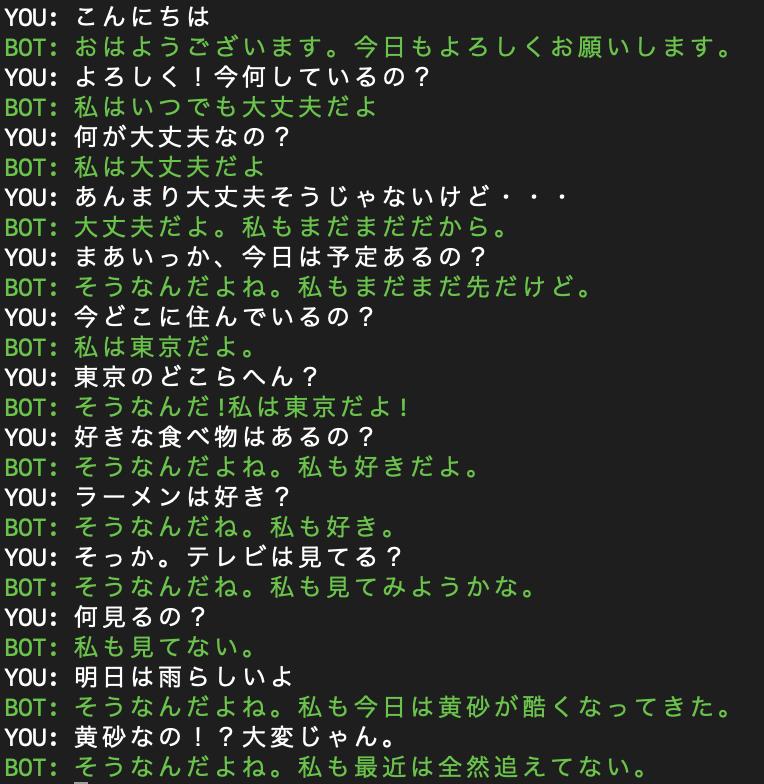 YOU: こんにちは
BOT: おはようございます。今日もよろしくお願いします。
YOU: よろしく！今何しているの？
BOT: 私はいつでも大丈夫だよ
YOU: 何が大丈夫なの？
BOT: 私は大丈夫だよ
YOU: あんまり大丈夫そうじゃないけど・・・
BOT: 大丈夫だよ。私もまだまだだから。
YOU: まあいっか、今日は予定あるの？
BOT: そうなんだよね。私もまだまだ先だけど。
YOU: 今どこに住んでいるの？
BOT: 私は東京だよ。
YOU: 東京のどこらへん？
BOT: そうなんだ!私は東京だよ!
YOU: 好きな食べ物はあるの？
BOT: そうなんだよね。私も好きだよ。
YOU: ラーメンは好き？
BOT: そうなんだね。私も好き。
YOU: そっか。テレビは見てる？
BOT: そうなんだね。私も見てみようかな。
YOU: 何見るの？
BOT: 私も見てない。
YOU: 明日は雨らしいよ
BOT: そうなんだよね。私も今日は黄砂が酷くなってきた。
YOU: 黄砂なの！？大変じゃん。
BOT: そうなんだよね。私も最近は全然追えてない。